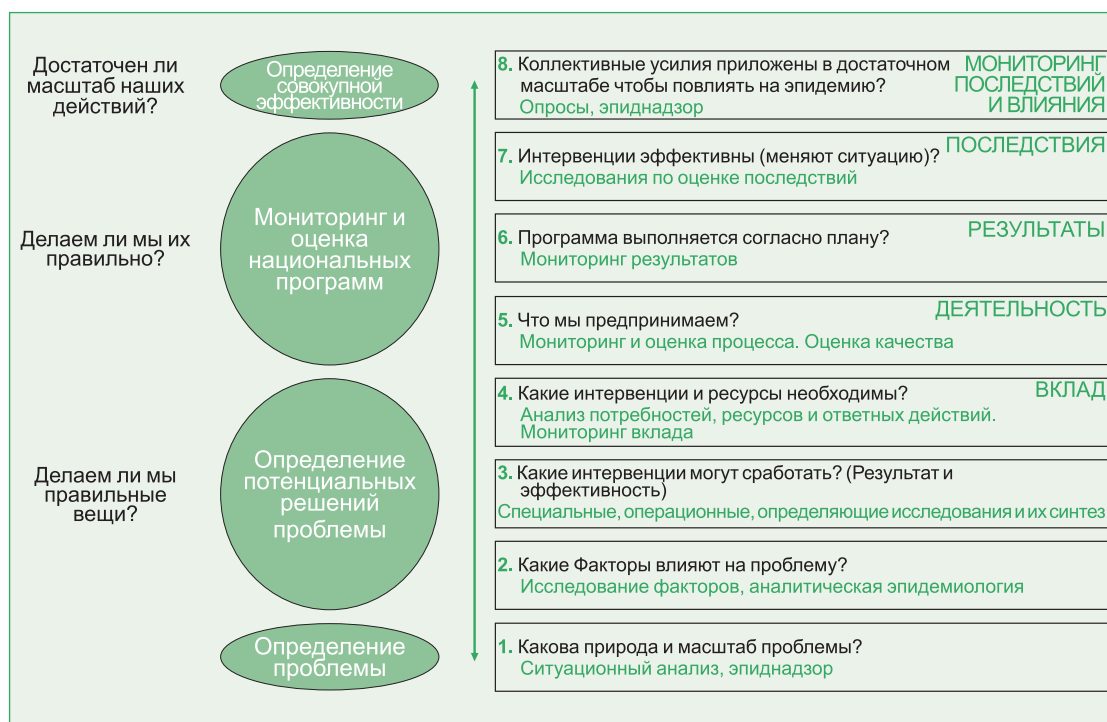 Достаточен ли
масштаб наших
действий?
Определение
совокупной
эффективности
8. Коллективные усилия приложены в достаточном
масштабе чтобы повлиять на эпидемию?
Опросы, эпиднадзор
МОНИТОРИНГ
ПОСЛЕДСТВИЙ
И ВЛИЯНИЯ
7. Интервенции эффективны (меняют ситуацию)?
Исследования по оценке последствий
ПОСЛЕДСТВИЯ
Делаем ли мы их
правильно?
Мониторинг и
оценка
национальных
программ
6. Программа выполняется согласно плану?
Мониторинг результатов
РЕЗУЛЬТАТЫ
5. Что мы предпринимаем?
Мониторинг и оценка процесса. Оценка качества
ДЕЯТЕЛЬНОСТЬ
4. Какие интервенции и ресурсы необходимы?
Анализ потребностей, ресурсов и ответных действий.
Мониторинг вклада
ВКЛАД
Делаем ли мы
правильные
вещи?
Определение
потенциальных
решений
проблемы
3. Какие интервенции могут сработать? (Результат и
эффективность)
Специальные, операционные, определяющие исследования и их синтез
2. Какие Факторы влияют на проблему?
Исследование факторов, аналитическая эпидемиология
Определение
проблемы
1. Какова природа и масштаб проблемы?
Ситуационный анализ, эпиднадзор